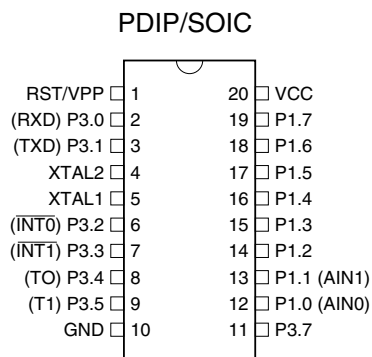 PDIP/SOIC
RST/VPP 1 20 VCC
(RXD) P3.0 2 19 P1.7
(TXD) P3.1 3 18 P1.6
XTAL2 4 17 P1.5
XTAL1 5 16 P1.4
(INT0) P3.2 6 15 P1.3
(INT1) P3.3 7 14 P1.2
(TO) P3.4 8 13 P1.1 (AIN1)
(T1) P3.5 9 12 P1.0 (AIN0)
GND 10 11 P3.7